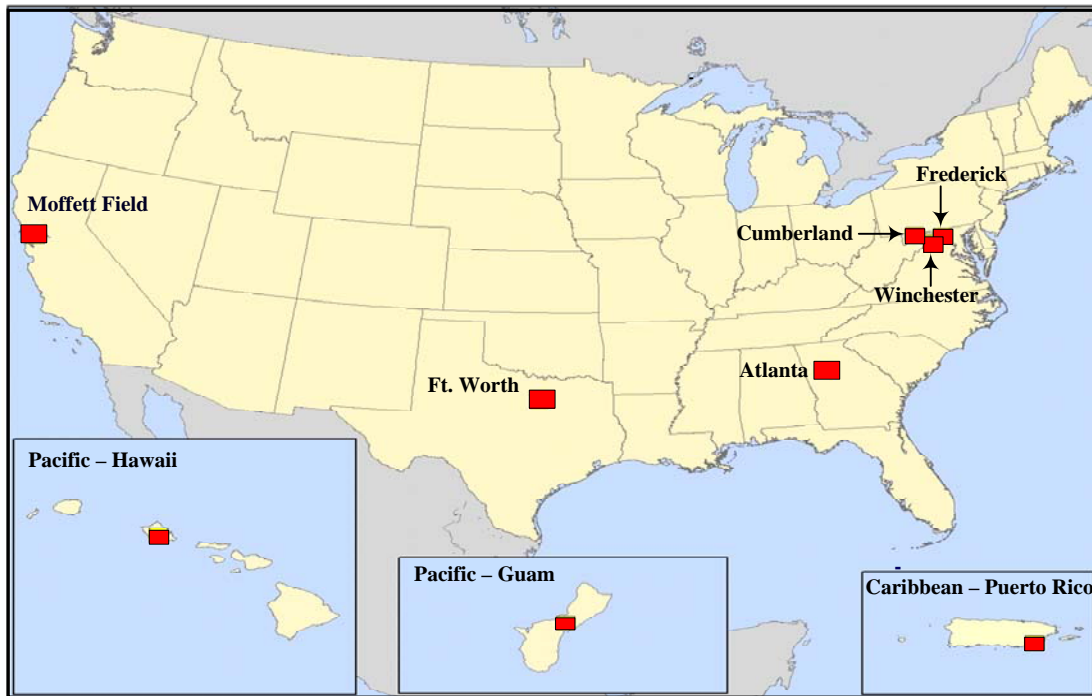 Frederick
Moffett Field
Cumberland
Winchester
Atlanta
Ft. Worth
Pacific – Hawaii
Pacific – Guam
Caribbean – Puerto Rico